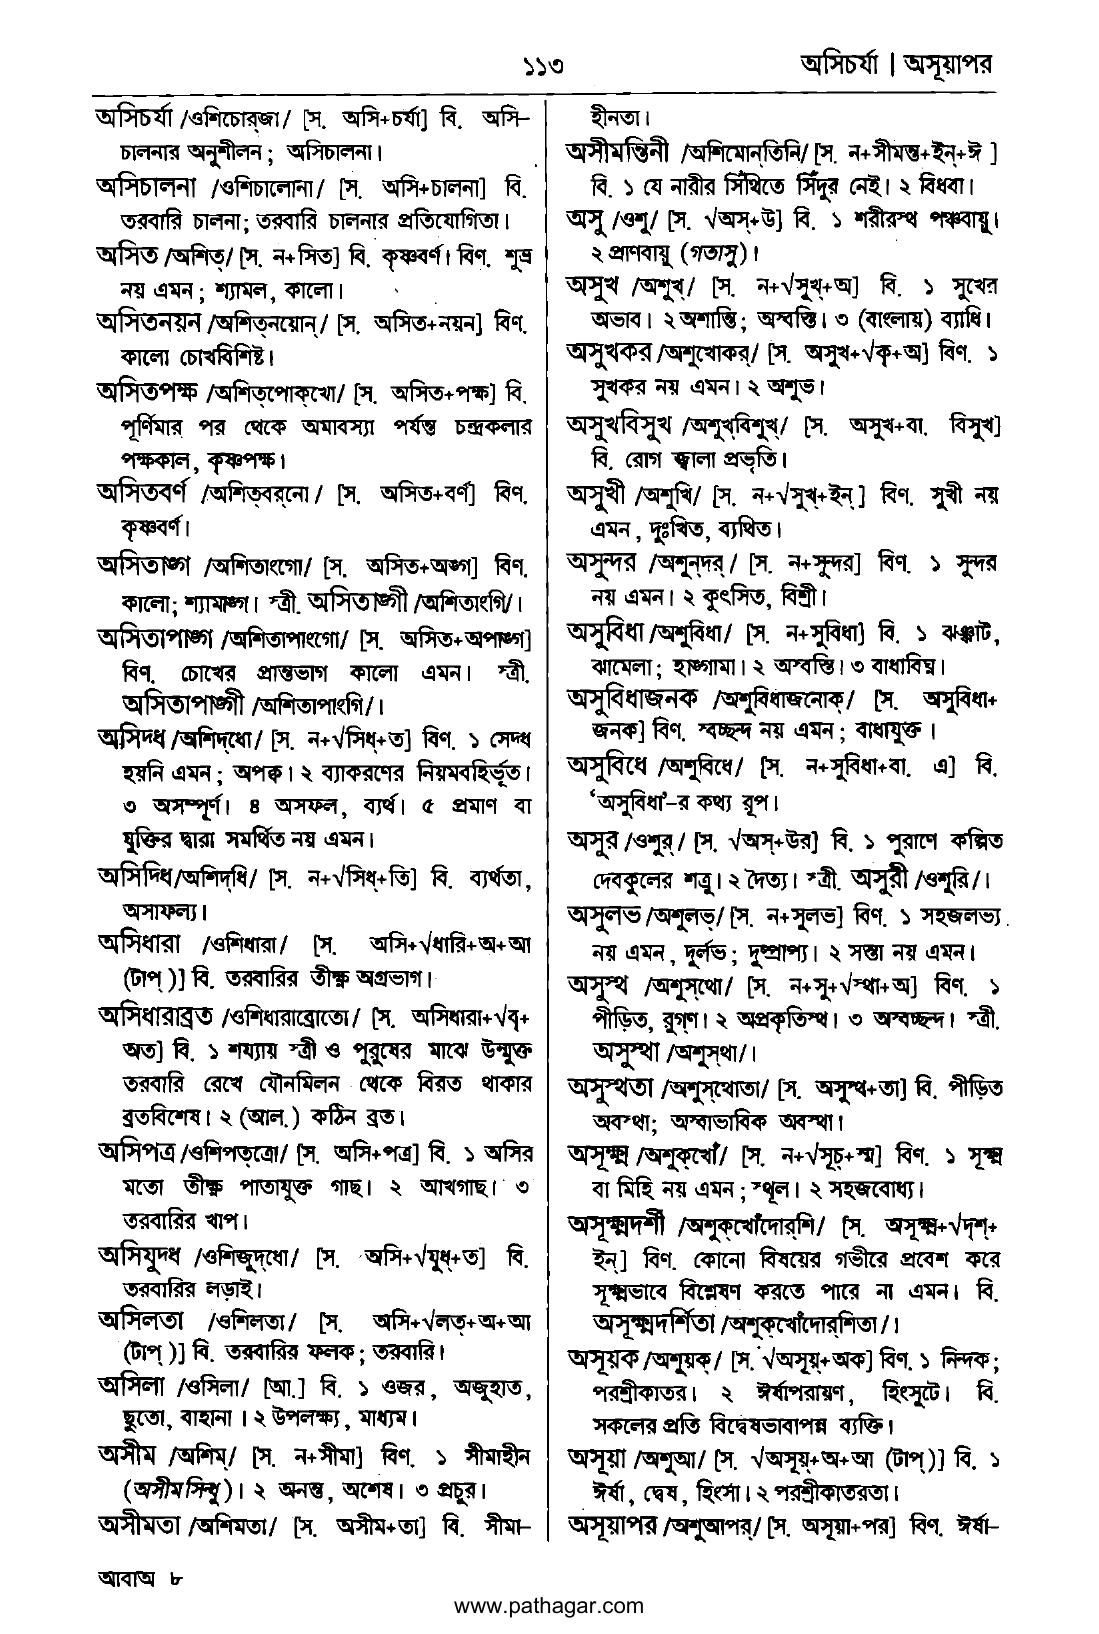 ১১৩
অসিচর্যা | অসূয়াপর
অসিচর্যা /ওশিচোর্‌জা/ [স. অসি+চর্যা] বি. অসি-
চালনার অনুশীলন ; অসিচালনা।
অসিচালনা /ওশিচালোনা/ [স. অসি+চালনা] বি.
তরবারি চালনা; তরবারি চালনার প্রতিযোগিতা।
অসিত /অশিত্/ [স. ন+সিত] বি. কৃষ্ণবর্ণ। বিণ. শুভ্র
নয় এমন ; শ্যামল, কালো।
অসিতনয়ন /অশিত্‌নয়োন্/ [স. অসিত+নয়ন] বিণ.
কালো চোখবিশিষ্ট।
অসিতপক্ষ /অশিত্‌পোক্‌খো/ [স. অসিত+পক্ষ] বি.
পূর্ণিমার পর থেকে অমাবস্যা পর্যন্ত চন্দ্রকলার
পক্ষকাল, কৃষ্ণপক্ষ।
অসিতবর্ণ /অশিত্‌বর্‌নো/ [স. অসিত+বর্ণ] বিণ.
কৃষ্ণবর্ণ।
অসিতাঙ্গ /অশিতাংগো/ [স. অসিত+অঙ্গ] বিণ.
কালো; শ্যামাঙ্গ। স্ত্রী. অসিতাঙ্গী /অশিতাংগি/।
অসিতাপাঙ্গ /অশিতাপাংগো/ [স. অসিত+অপাঙ্গ]
বিণ. চোখের প্রান্তভাগ কালো এমন। স্ত্রী.
অসিতাপাঙ্গী /অশিতাপাংগি/।
অসিদ্ধ /অশিদ্‌ধো/ [স. ন+√সিধ্+ত] বিণ. ১ সেদ্ধ
হয়নি এমন ; অপক্ব। ২ ব্যাকরণের নিয়মবহির্ভূত।
৩ অসম্পূর্ণ। ৪ অসফল, ব্যর্থ। ৫ প্রমাণ বা
যুক্তির দ্বারা সমর্থিত নয় এমন।
অসিদ্ধি/অশিদ্‌ধি/ [স. ন+√সিধ্+তি] বি. ব্যর্থতা,
অসাফল্য।
অসিধারা /ওশিধারা/ [স. অসি+√ধারি+অ+আ
(টাপ্)] বি. তরবারির তীক্ষ্ণ অগ্রভাগ।
অসিধারাব্রত /ওশিধারাব্রোতো/ [স. অসিধারা+√বৃ+
অত] বি. ১ শয্যায় স্ত্রী ও পুরুষের মাঝে উন্মুক্ত
তরবারি রেখে যৌনমিলন থেকে বিরত থাকার
ব্রতবিশেষ। ২ (আল.) কঠিন ব্রত।
অসিপত্র /ওশিপত্‌ত্রো/ [স. অসি+পত্র] বি. ১ অসির
মতো তীক্ষ্ণ পাতাযুক্ত গাছ। ২ আখগাছ। ৩
তরবারির খাপ।
অসিযুদ্ধ /ওশিজুদ্‌ধো/ [স. অসি+√যুধ্+ত] বি.
তরবারির লড়াই।
অসিলতা /ওশিলতা/ [স. অসি+√লত্+অ+আ
(টাপ্)] বি. তরবারির ফলক ; তরবারি।
অসিলা /ওসিলা/ [আ.] বি. ১ ওজর, অজুহাত,
ছুতো, বাহানা । ২ উপলক্ষ্য, মাধ্যম।
অসীম /অশিম্/ [স. ন+সীমা] বিণ. ১ সীমাহীন
(অসীম সিন্ধু)। ২ অনন্ত, অশেষ। ৩ প্রচুর।
অসীমতা /অশিমতা/ [স. অসীম+তা] বি. সীমা-
হীনতা।
অসীমন্তিনী /অশিমোন্‌তিনি/ [স. ন+সীমন্ত+ইন্+ঈ ]
বি. ১ যে নারীর সিঁথিতে সিঁদুর নেই। ২ বিধবা।
অসু /ওশু/ [স. √অস্+উ] বি. ১ শরীরস্থ পঞ্চবায়ু।
২ প্রাণবায়ু (গতাসু)।
অসুখ /অশুখ্/ [স. ন+√সুখ্+অ] বি. ১ সুখের
অভাব। ২ অশান্তি; অস্বস্তি। ৩ (বাংলায়) ব্যাধি।
অসুখকর /অশুখোকর্/ [স. অসুখ+√কৃ+অ] বিণ. ১
সুখকর নয় এমন। ২ অশুভ।
অসুখবিসুখ /অশুখ্‌বিশুখ্/ [স. অসুখ+বা. বিসুখ]
বি. রোগ জ্বালা প্রভৃতি।
অসুখী /অশুখি/ [স. ন+√সুখ্+ইন্ ] বিণ. সুখী নয়
এমন, দুঃখিত, ব্যথিত।
অসুন্দর /অশুন্‌দর্/ [স. ন+সুন্দর] বিণ. ১ সুন্দর
নয় এমন। ২ কুৎসিত, বিশ্রী।
অসুবিধা /অশুবিধা/ [স. ন+সুবিধা] বি. ১ ঝঞ্ঝাট,
ঝামেলা; হাঙ্গামা। ২ অস্বস্তি। ৩ বাধাবিঘ্ন।
অসুবিধাজনক /অশুবিধাজনোক্/ [স. অসুবিধা+
জনক] বিণ. স্বচ্ছন্দ নয় এমন ; বাধাযুক্ত ।
অসুবিধে /অশুবিধে/ [স. ন+সুবিধা+বা. এ] বি.
‘অসুবিধা’-র কথ্য রূপ।
অসুর /ওশুর্/ [স. √অস্+উর] বি. ১ পুরাণে কল্পিত
দেবকুলের শত্রু। ২ দৈত্য। স্ত্রী. অসুরী /ওশুরি/।
অসুলভ /অশুলভ্/ [স. ন+সুলভ] বিণ. ১ সহজলভ্য
নয় এমন, দুর্লভ; দুষ্প্রাপ্য। ২ সস্তা নয় এমন।
অসুস্থ /অশুস্‌থো/ [স. ন+সু+√স্থা+অ] বিণ. ১
পীড়িত, রুগ্‌ণ। ২ অপ্রকৃতিস্থ। ৩ অস্বচ্ছন্দ। স্ত্রী.
অসুস্থা /অশুস্‌থা/।
অসুস্থতা /অশুস্‌থোতা/ [স. অসুস্থ+তা] বি. পীড়িত
অবস্থা; অস্বাভাবিক অবস্থা।
অসূক্ষ্ম /অশুক্‌খোঁ/ [স. ন+√সূচ্+স্ম] বিণ. ১ সূক্ষ্ম
বা মিহি নয় এমন ; স্থূল। ২ সহজবোধ্য।
অসূক্ষ্মদর্শী /অশুক্‌খোঁদোর্‌শি/ [স. অসূক্ষ্ম+√দৃশ্+
ইন্] বিণ. কোনো বিষয়ের গভীরে প্রবেশ করে
সূক্ষ্মভাবে বিশ্লেষণ করতে পারে না এমন। বি.
অসূক্ষ্মদর্শিতা /অশুক্‌খোঁদোর্‌শিতা/।
অসূয়ক /অশুয়ক্/ [স. √অসূয়্+অক] বিণ. ১ নিন্দক;
পরশ্রীকাতর। ২ ঈর্ষাপরায়ণ, হিংসুটে। বি.
সকলের প্রতি বিদ্বেষভাবাপন্ন ব্যক্তি।
অসূয়া /অশুআ/ [স. √অসূয়্+অ+আ (টাপ্)] বি. ১
ঈর্ষা, দ্বেষ, হিংসা। ২ পরশ্রীকাতরতা।
অসূয়াপর /অশুআপর্/ [স. অসূয়া+পর] বিণ. ঈর্ষা-
আবাঅ ৮
www.pathagar.com